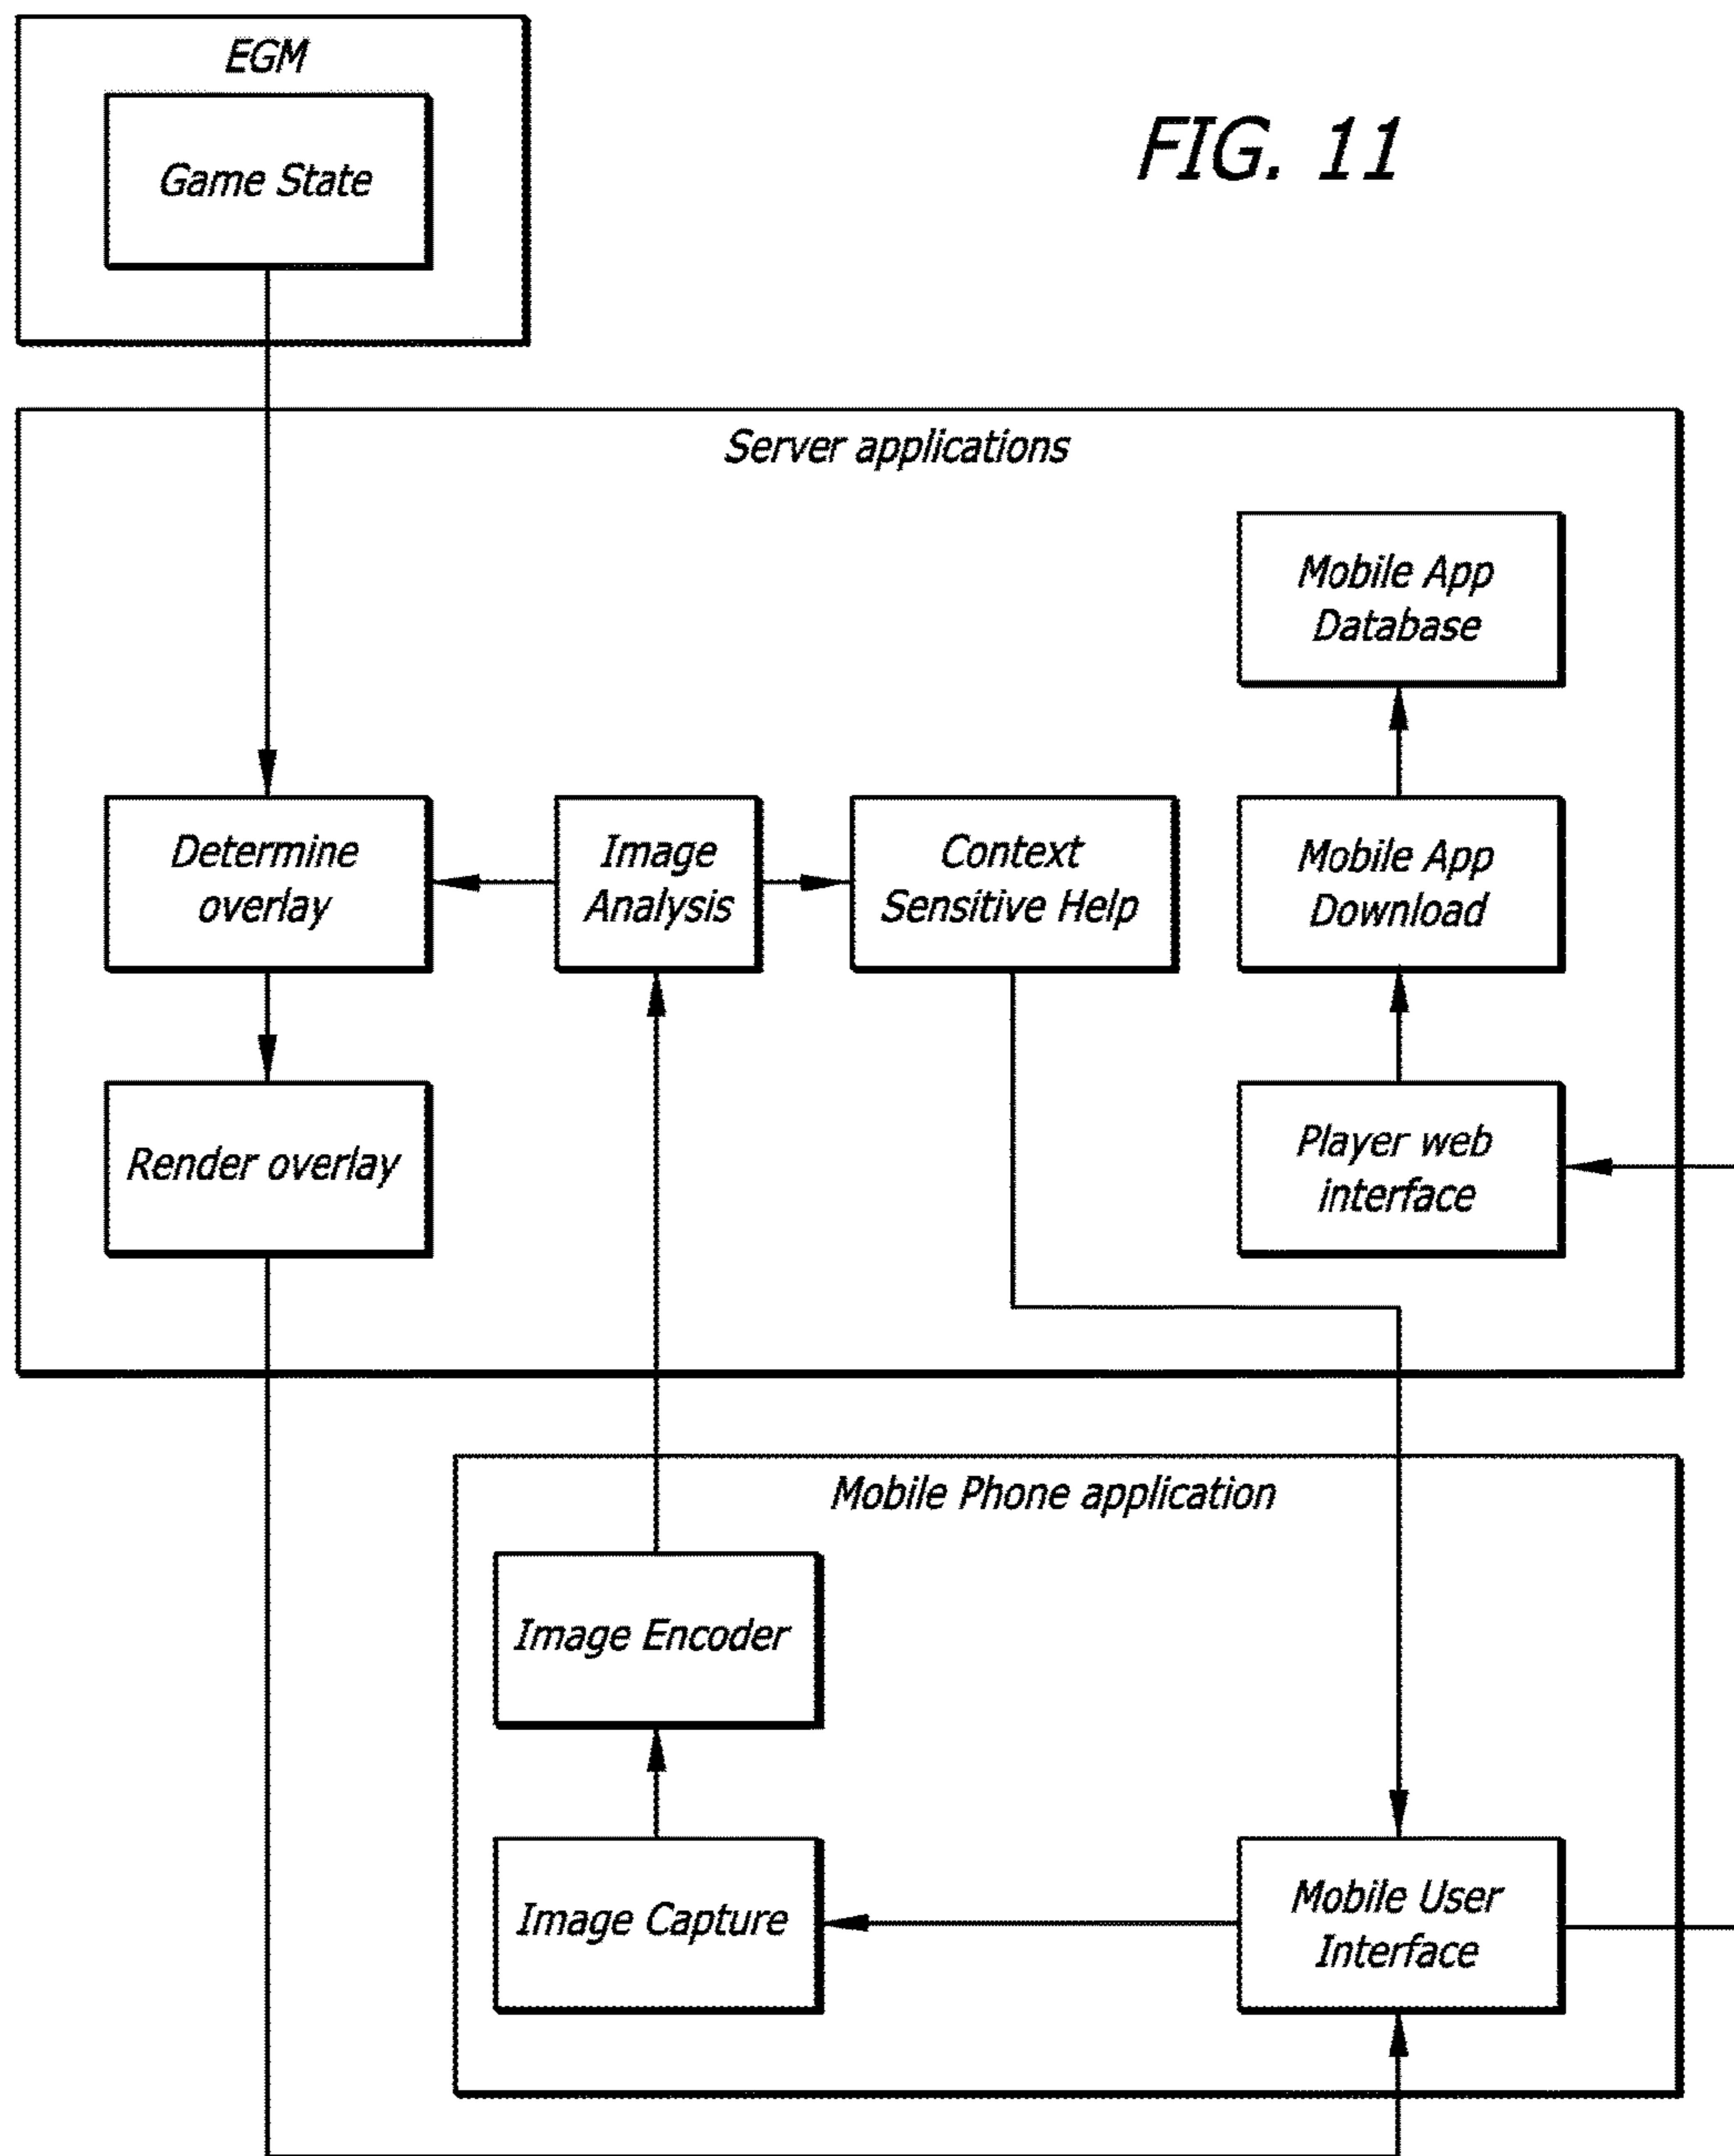 EGM
Game State
FIG. 11
Server applications
Mobile App
Database
Determine
overlay
Image
Analysis
Context
Sensitive Help
Mobile App
Download
Render overlay
Player web
interface
Mobile Phone application
Image Encoder
Image Capture
Mobile User
Interface